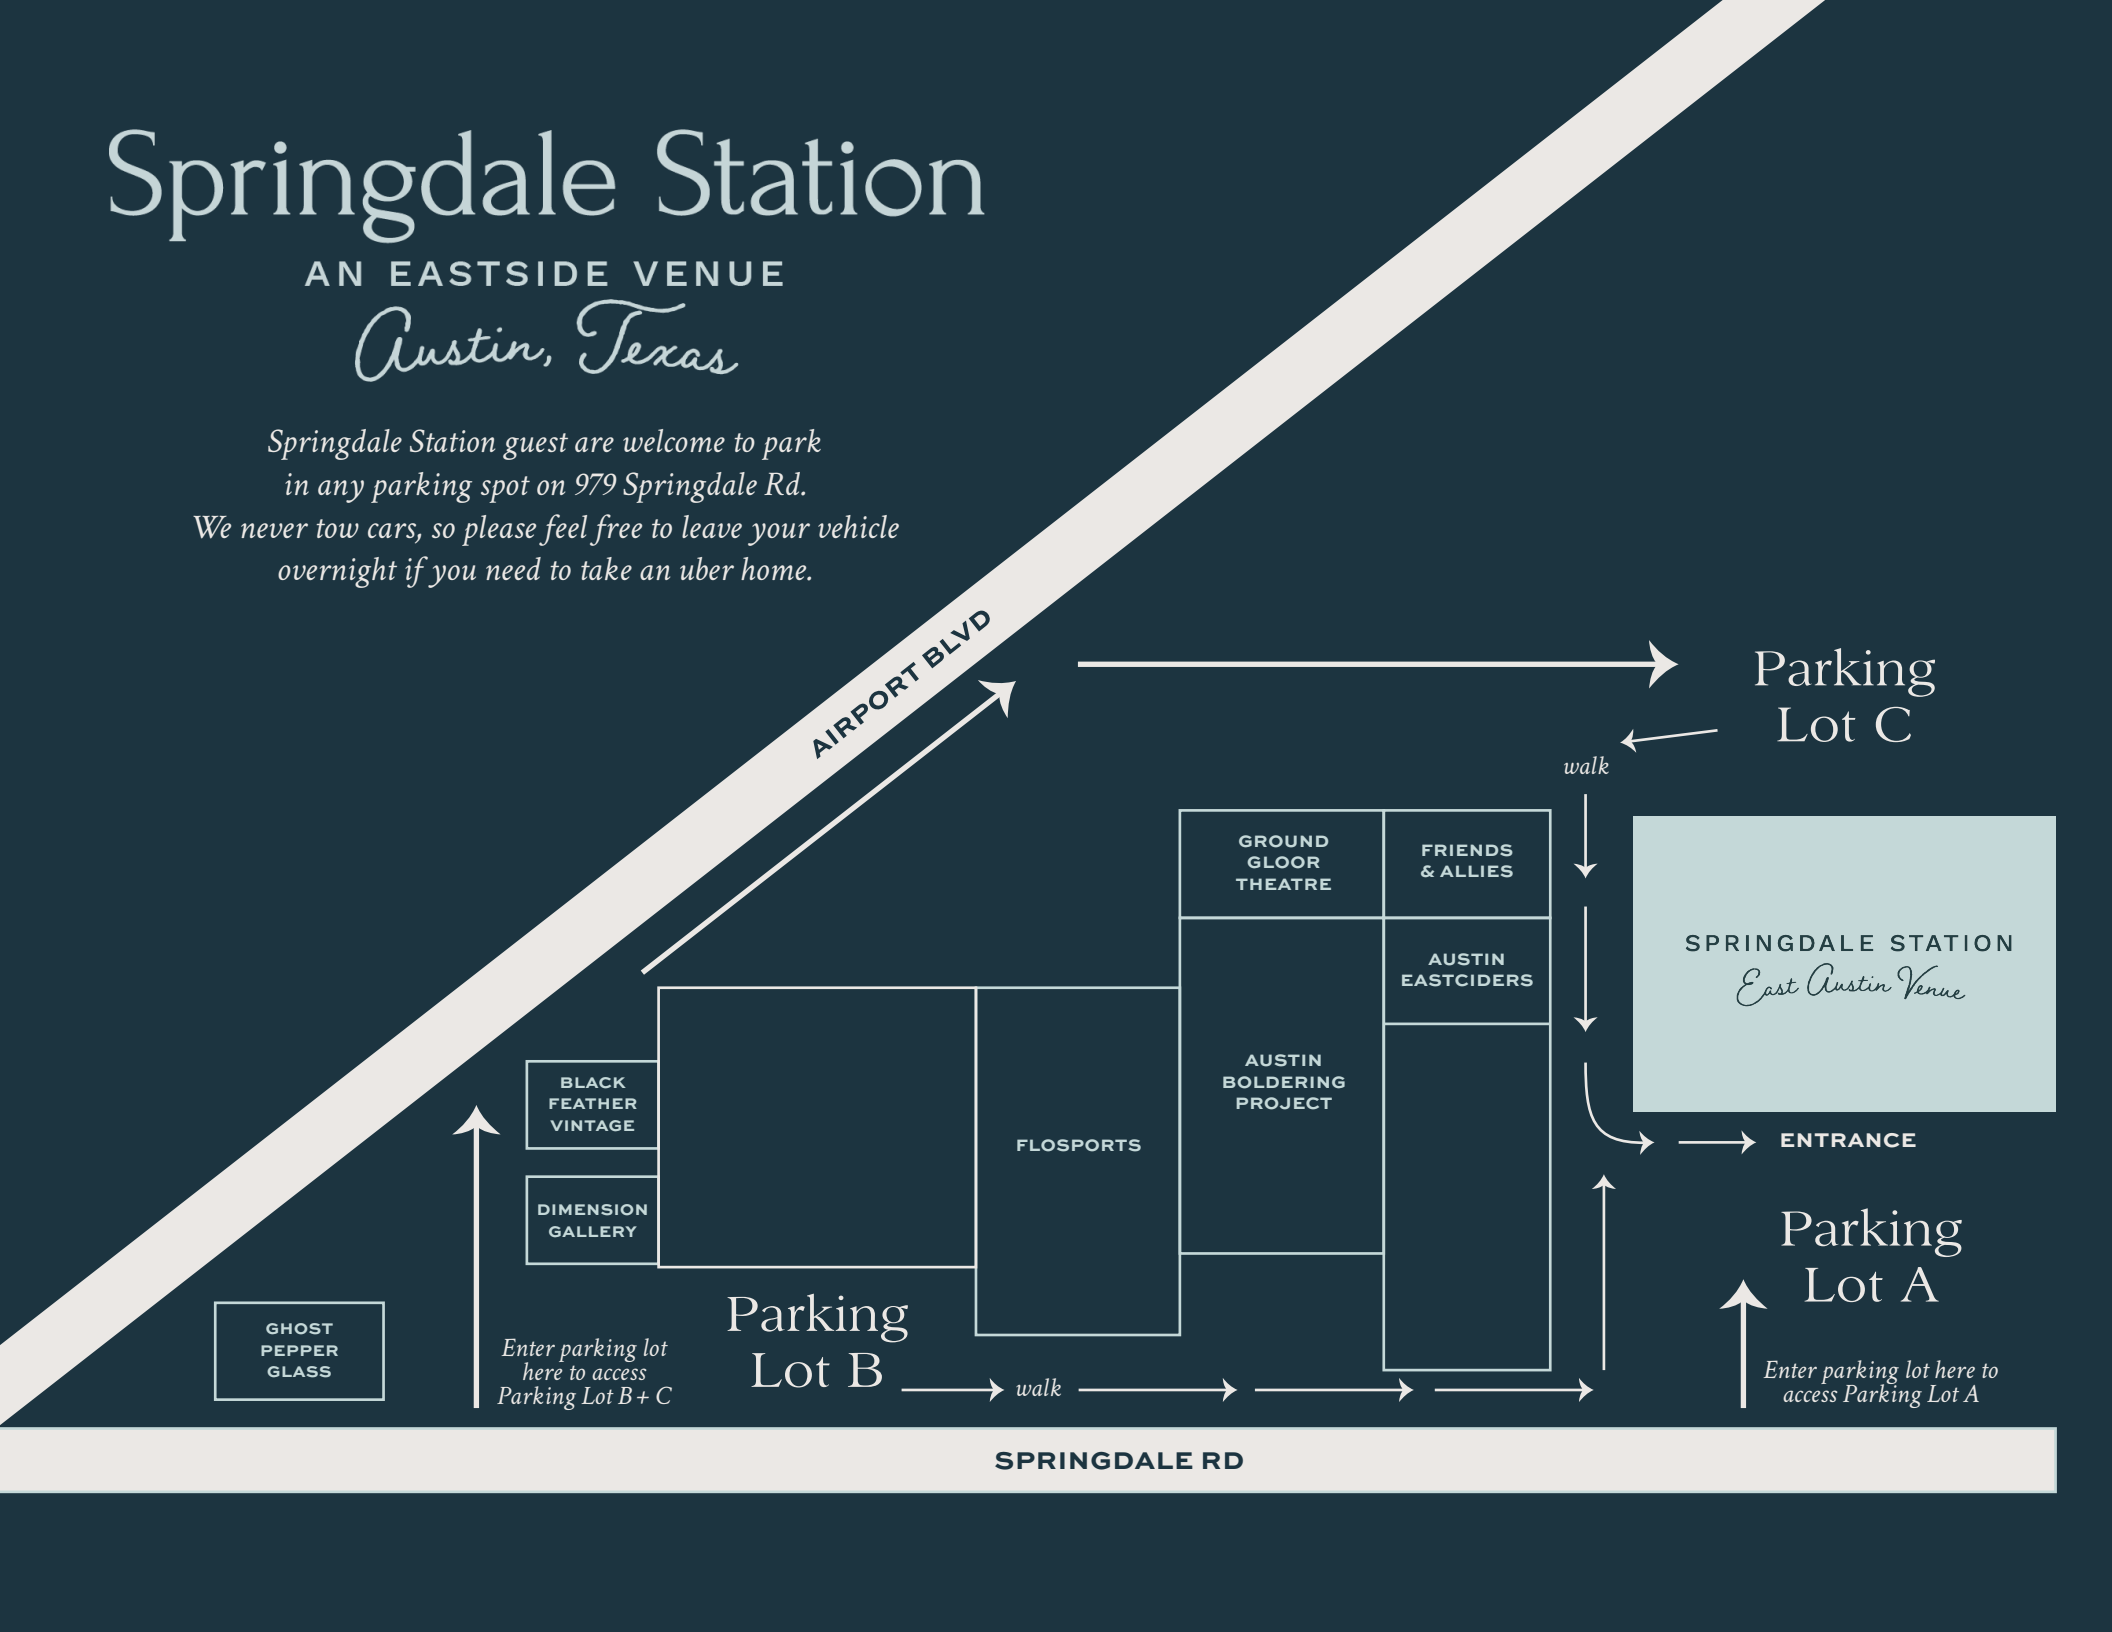 Springdale Station
AN EASTSIDE VENUE
Austin, Texas
Springdale Station guest are welcome to park
in any parking spot on 979 Springdale Rd.
We never tow cars, so please feel free to leave your vehicle
overnight if you need to take an uber home.
AIRPORT BLVD
Parking
Lot C
walk
GROUND
GLOOR
THEATRE
FRIENDS
& ALLIES
AUSTIN
EASTCIDERS
SPRINGDALE STATION
East Austin Venue
BLACK
FEATHER
VINTAGE
AUSTIN
BOLDERING
PROJECT
FLOSPORTS
ENTRANCE
DIMENSION
GALLERY
Parking
Lot A
GHOST
PEPPER
GLASS
Enter parking lot
here to access
Parking Lot B + C
Parking
Lot B
walk
Enter parking lot here to
access Parking Lot A
SPRINGDALE RD